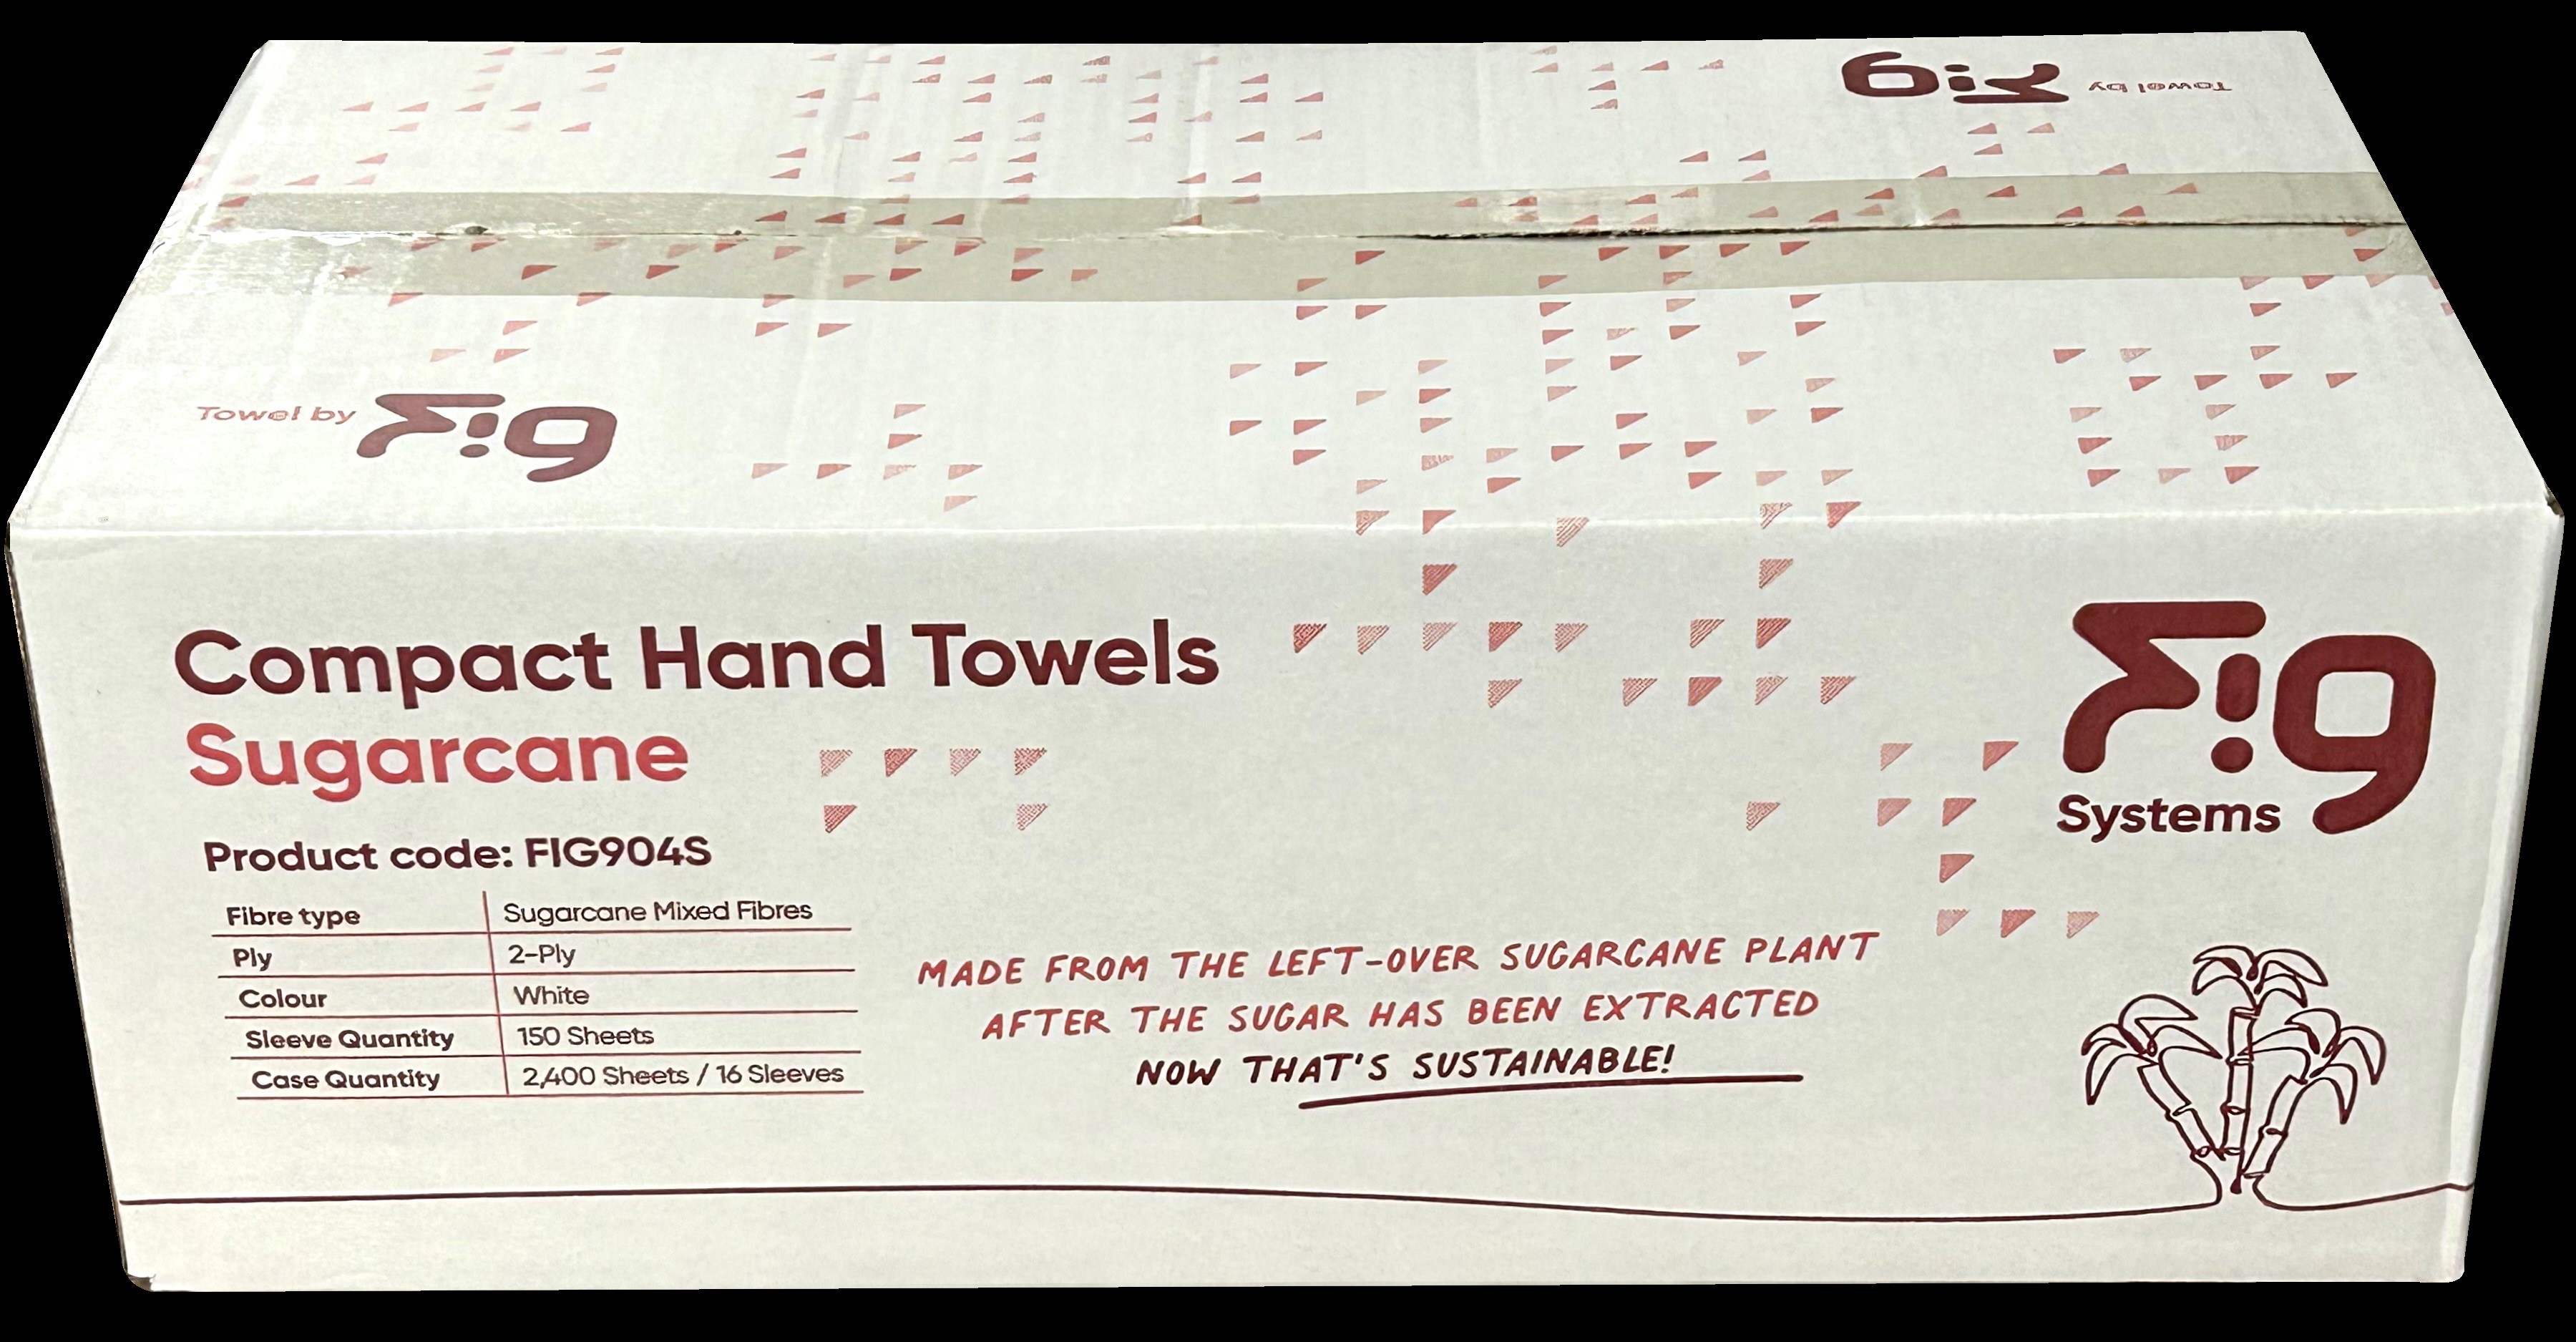 Towel by Fig
Towel by Fig
Compact Hand Towels
Sugarcane
Product code: FIG904S
Fibre type Sugarcane Mixed Fibres
Ply 2-Ply
Colour White
Sleeve Quantity 150 Sheets
Case Quantity 2,400 Sheets / 16 Sleeves
MADE FROM THE LEFT-OVER SUGARCANE PLANT
AFTER THE SUGAR HAS BEEN EXTRACTED
NOW THAT'S SUSTAINABLE!
Fig
Systems